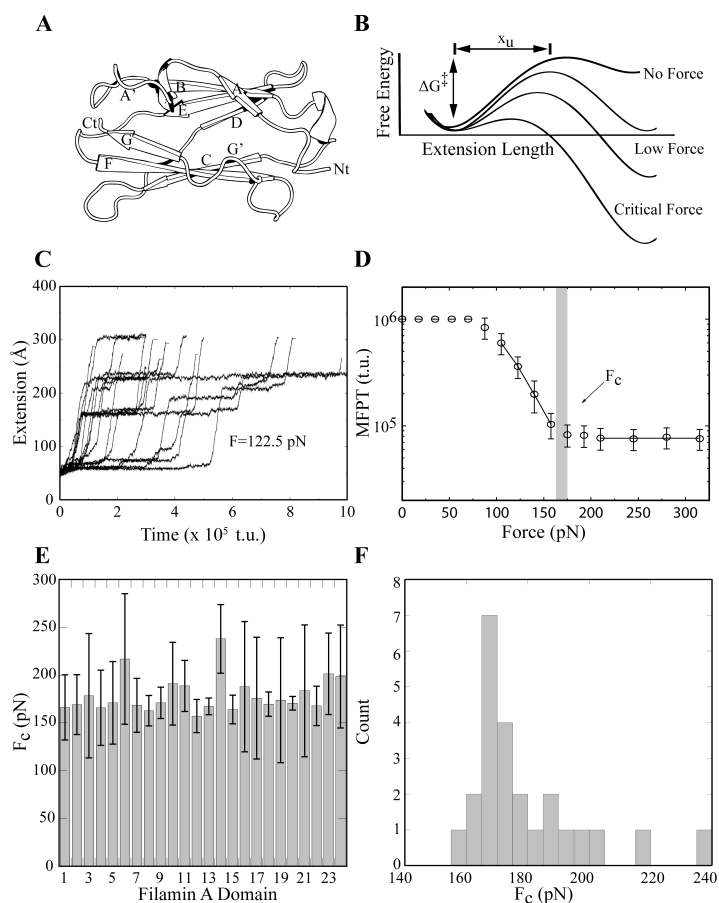 A
B
A'
B
A
E
D
Ct
G
G'
C
F
Nt
x_u
ΔG‡
Free Energy
No Force
Extension Length
Low Force
Critical Force
C
D
400
300
200
100
0
Extension (Å)
F=122.5 pN
0 2 4 6 8 10
Time (x 10⁵ t.u.)
10⁶
10⁵
MFPT (t.u.)
F_c
0 50 100 150 200 250 300
Force (pN)
E
F
300
250
200
150
100
50
0
F_c (pN)
1 3 5 7 9 11 13 15 17 19 21 23
Filamin A Domain
8
7
6
5
4
3
2
1
0
Count
140 160 180 200 220 240
F_c (pN)